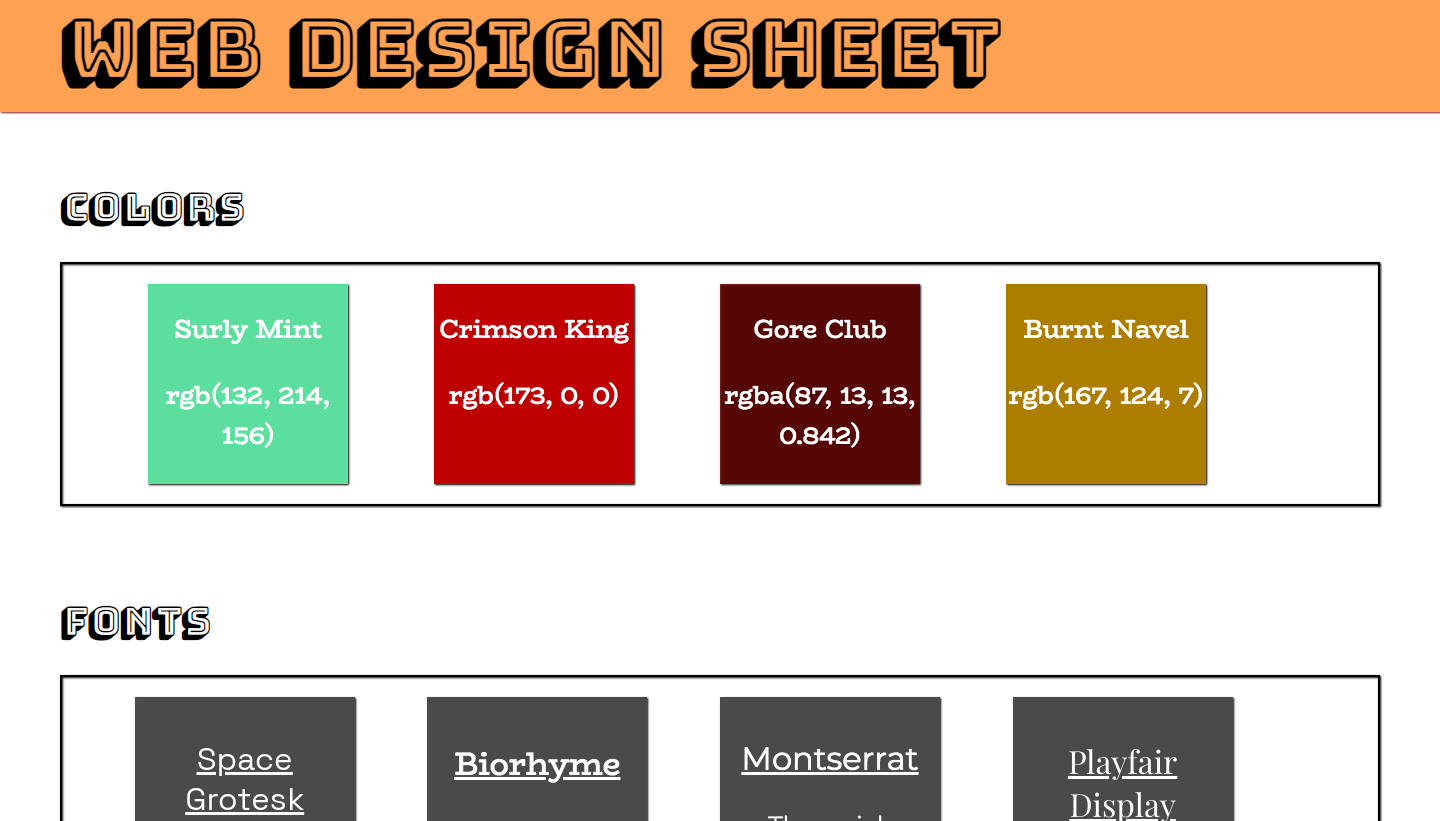 WEB DESIGN SHEET
COLORS
Surly Mint
rgb(132, 214,
156)
Crimson King
rgb(173, 0, 0)
Gore Club
rgba(87, 13, 13,
0.842)
Burnt Navel
rgb(167, 124, 7)
FONTS
Space
Grotesk
Biorhyme
Montserrat
Playfair
Display